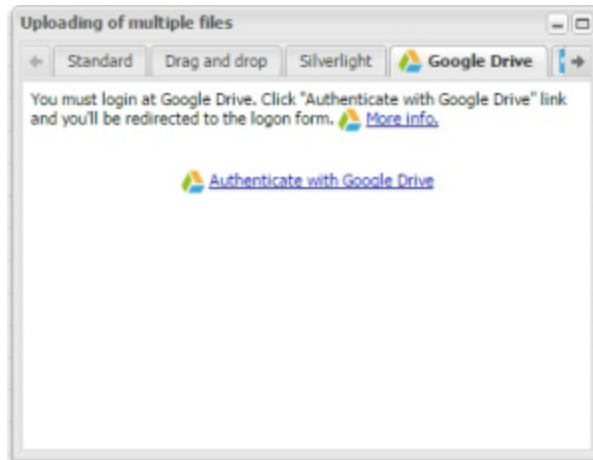 Uploading of multiple files
Standard Drag and drop Silverlight Google Drive
You must login at Google Drive. Click "Authenticate with Google Drive" link
and you'll be redirected to the logon form. More info.
Authenticate with Google Drive